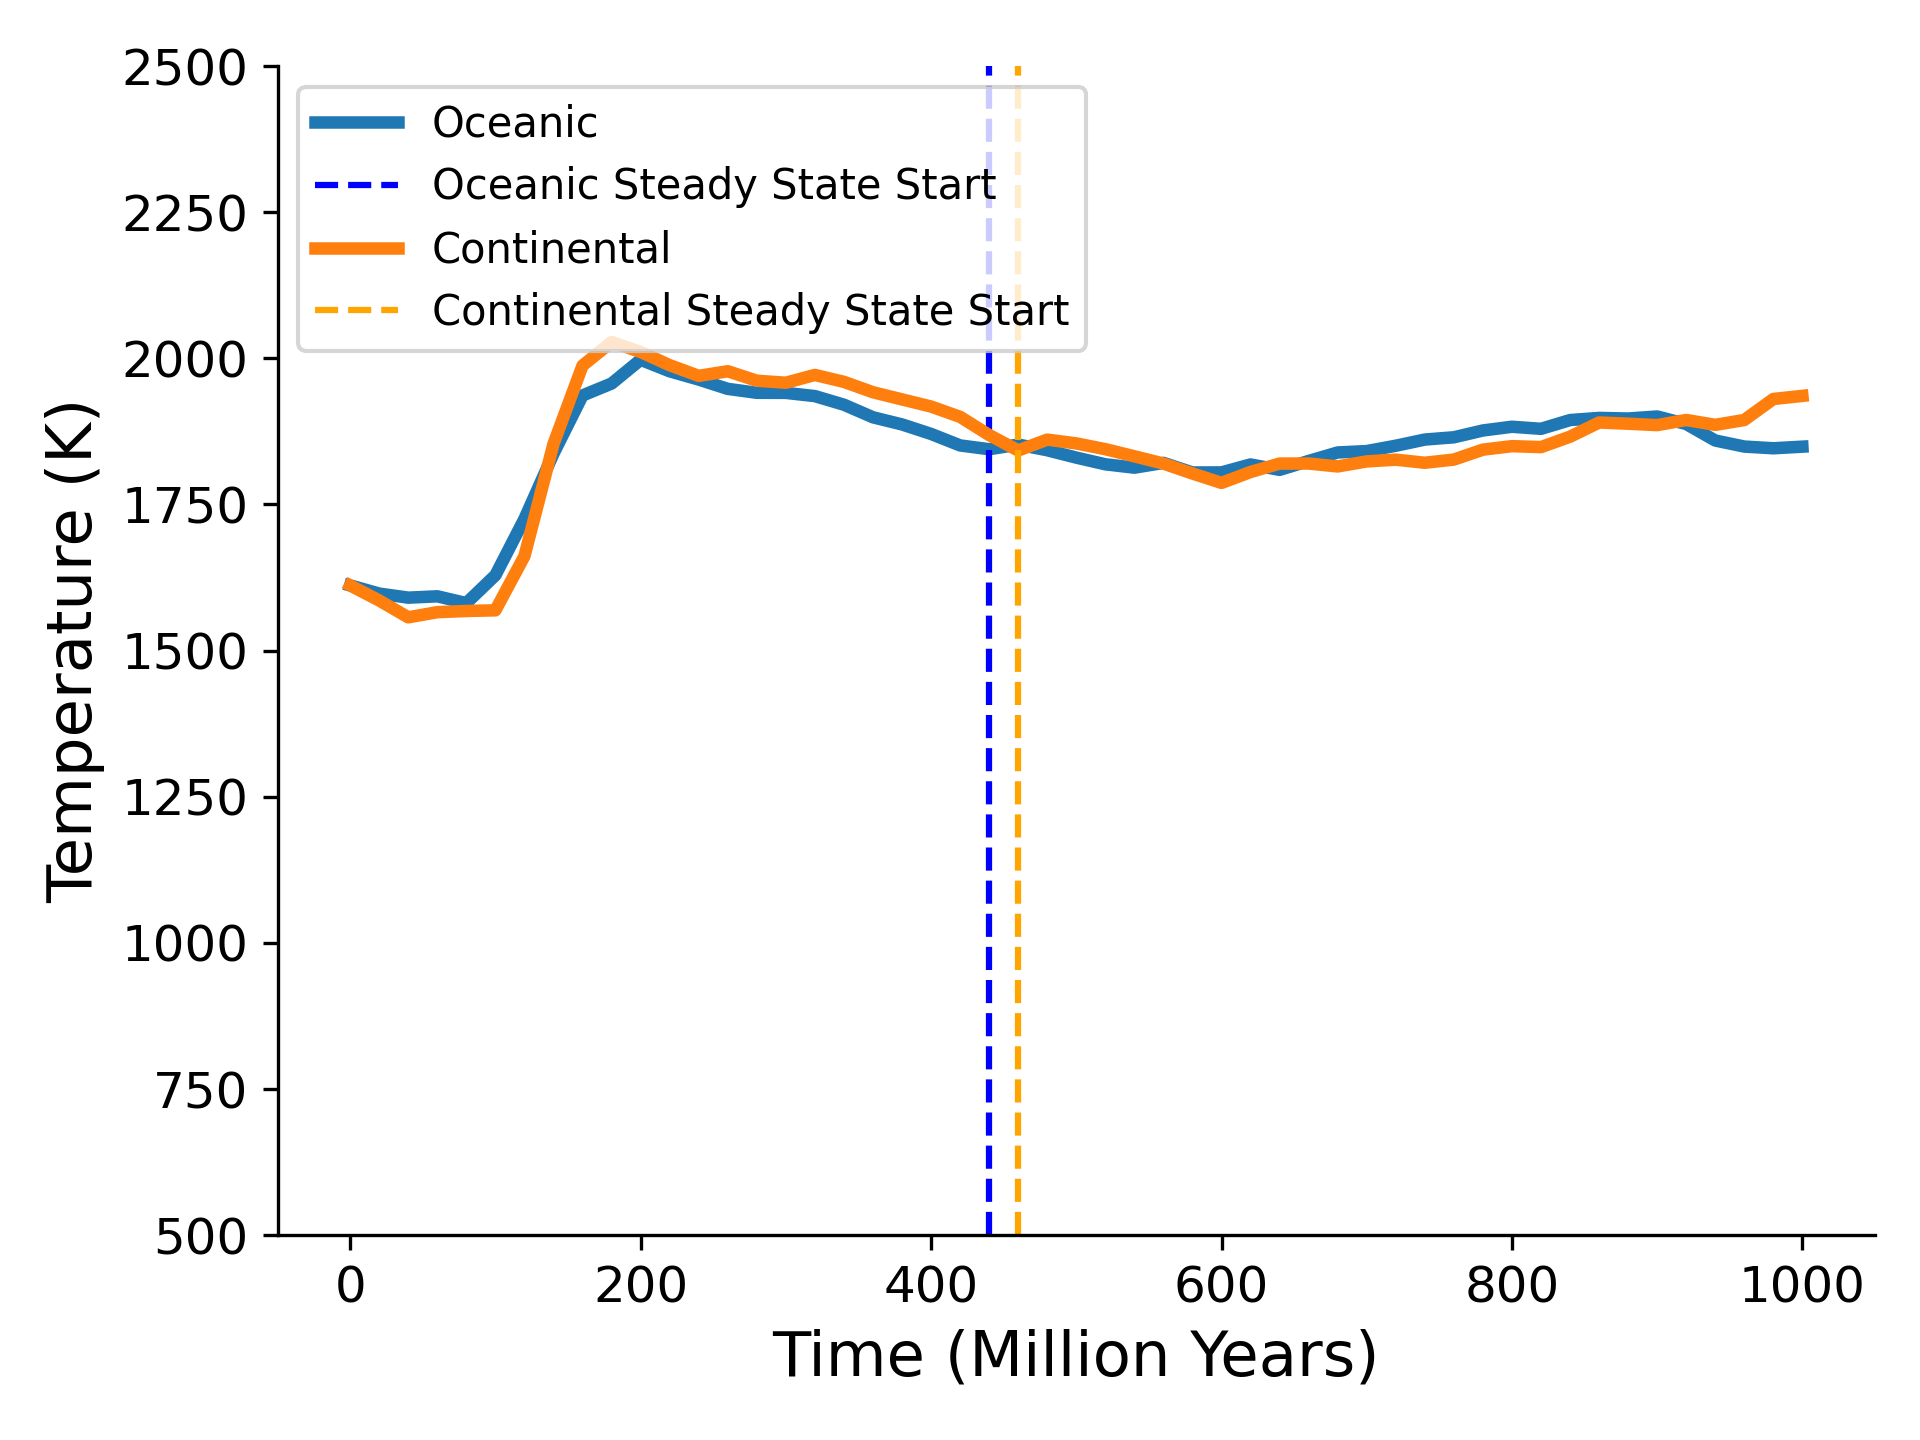 2500
2250
2000
1750
1500
1250
1000
750
500
Temperature (K)
Oceanic
Oceanic Steady State Start
Continental
Continental Steady State Start
0 200 400 600 800 1000
Time (Million Years)